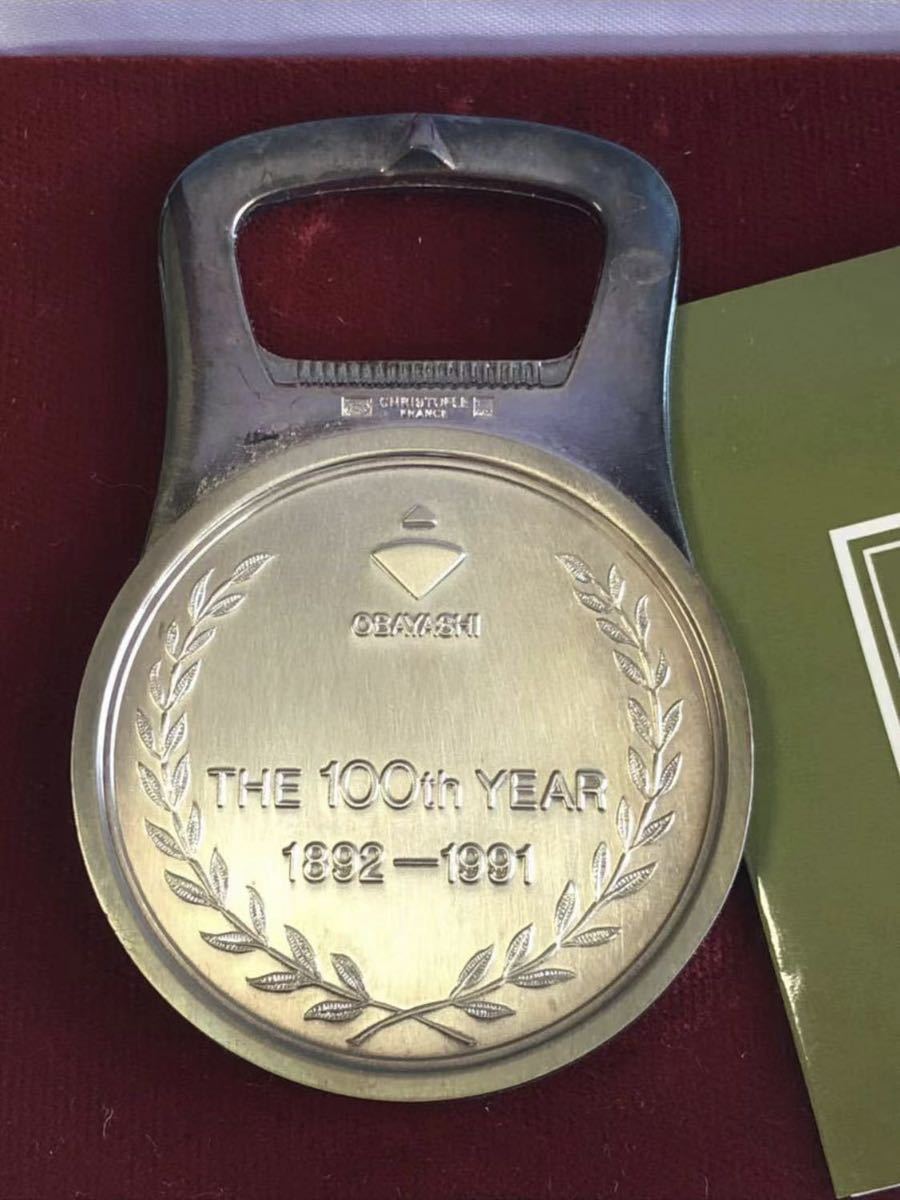 CHRISTOFLE
FRANCE
OBAYASHI
THE 100th YEAR
1892-1991